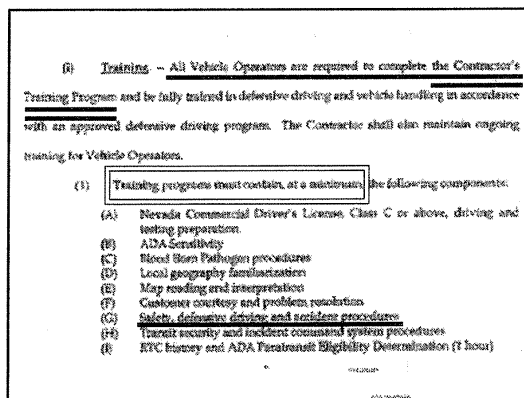 (i) Training – All Vehicle Operators are required to complete the Contractor's
Training Program and be fully trained in defensive driving and vehicle handling in accordance
with an approved defensive driving program. The Contractor shall also maintain ongoing
training for Vehicle Operators.
(1) Training programs must contain, at a minimum, the following components:
(A) Nevada Commercial Driver's License, Class C or above, driving and
testing preparation.
(B) ADA Sensitivity
(C) Blood Born Pathogen procedures
(D) Local geography familiarization
(E) Map reading and interpretation
(F) Customer courtesy and problem resolution
(G) Safety, defensive driving and accident procedures
(H) Transit security and incident command system procedures
(I) RTC history and ADA Paratransit Eligibility Determination (1 hour)